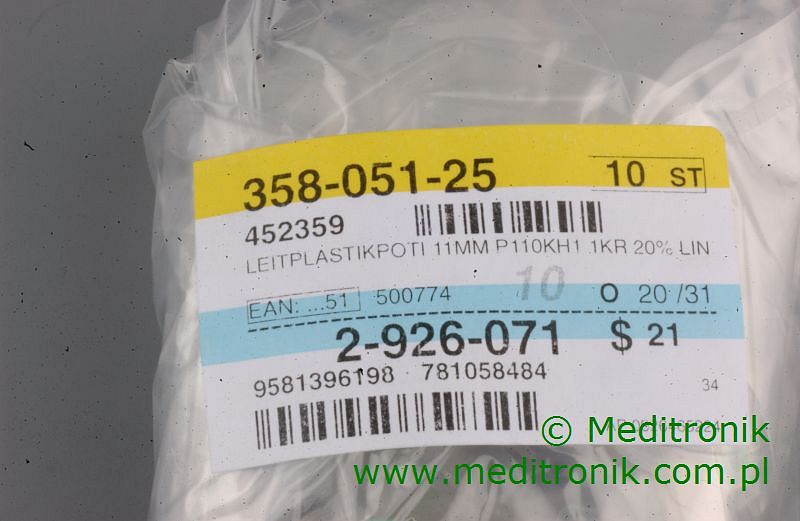 358-051-25 10 ST
452359
LEITPLASTIKPOTI 11MM P110KH1 1KR 20% LIN
10
EAN: ...51 500774 O 20 /31
2-926-071 $ 21
9581396198 781058484
34
© Meditronik
www.meditronik.com.pl